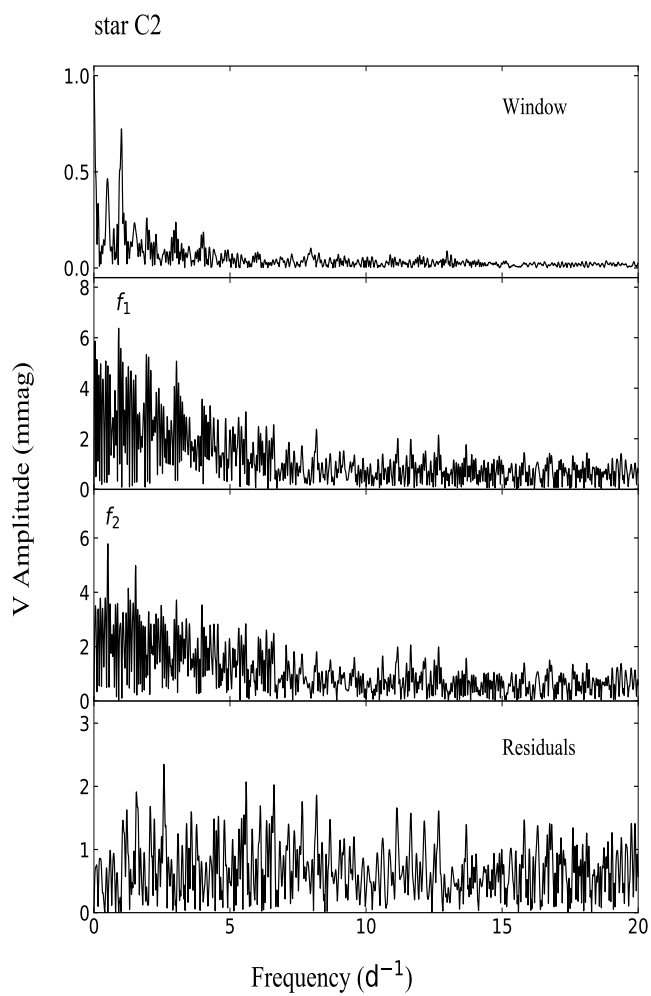 star C2
1.0
Window
0.5
0.0
8
f₁
6
4
2
0
f₂
6
4
2
0
3
Residuals
2
1
0
0 5 10 15 20
V Amplitude (mmag)
Frequency (d⁻¹)